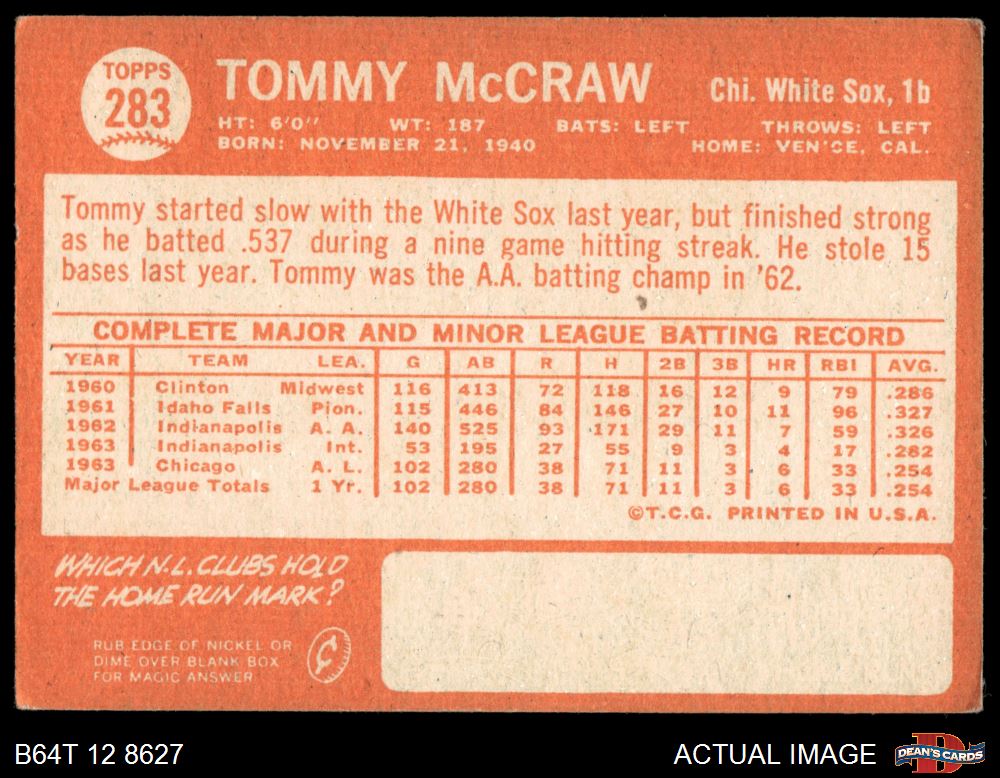 TOPPS
283
TOMMY McCRAW
Chi. White Sox, 1b
HT: 6'0" WT: 187 BATS: LEFT THROWS: LEFT
BORN: NOVEMBER 21, 1940 HOME: VENICE, CAL.
Tommy started slow with the White Sox last year, but finished strong
as he batted .537 during a nine game hitting streak. He stole 15
bases last year. Tommy was the A.A. batting champ in '62.
COMPLETE MAJOR AND MINOR LEAGUE BATTING RECORD
YEAR TEAM LEA. G AB R H 2B 3B HR RBI AVG.
1960 Clinton Midwest 116 413 72 118 16 12 9 79 .286
1961 Idaho Falls Pion. 115 446 84 146 27 10 11 96 .327
1962 Indianapolis A. A. 140 525 93 171 29 11 7 59 .326
1963 Indianapolis Int. 53 195 27 55 9 3 4 17 .282
1963 Chicago A. L. 102 280 38 71 11 3 6 33 .254
Major League Totals 1 Yr. 102 280 38 71 11 3 6 33 .254
©T.C.G. PRINTED IN U.S.A.
WHICH N.L. CLUBS HOLD
THE HOME RUN MARK?
RUB EDGE OF NICKEL OR
DIME OVER BLANK BOX
FOR MAGIC ANSWER
¢
B64T 12 8627
ACTUAL IMAGE
D
DEAN'S CARDS